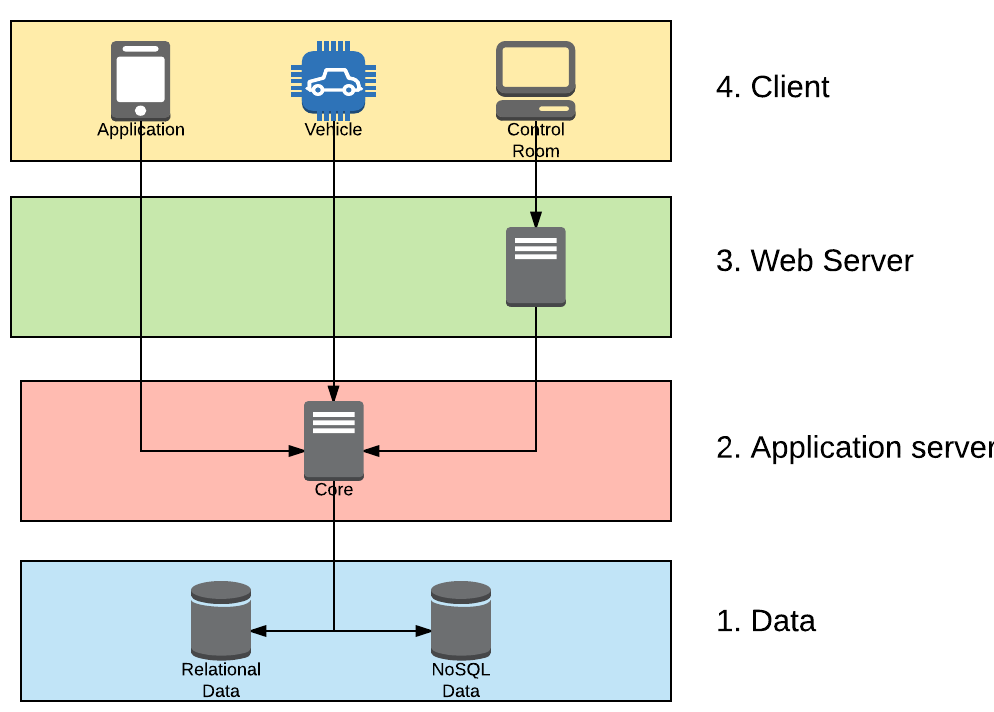 Application
Vehicle
Control
Room
4. Client
3. Web Server
Core
2. Application server
Relational
Data
NoSQL
Data
1. Data